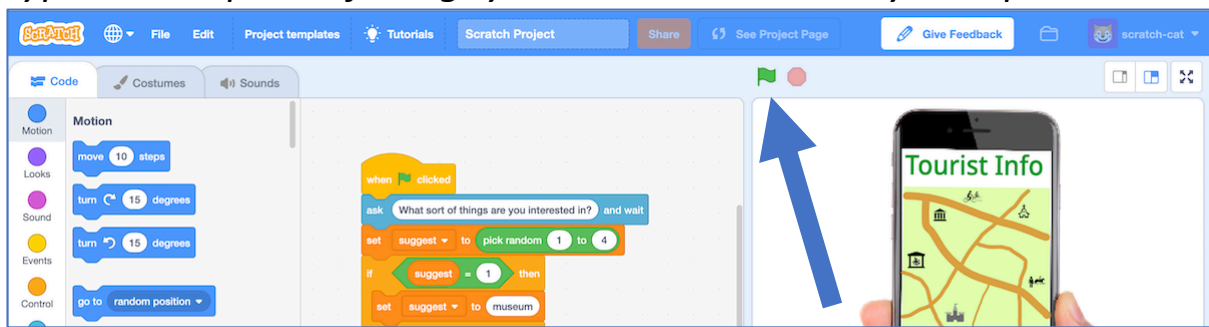 SCRATCH File Edit Project templates Tutorials Scratch Project Share See Project Page Give Feedback scratch-cat
Code Costumes Sounds
Motion
Looks
Sound
Events
Control
Motion
move 10 steps
turn 15 degrees
turn 15 degrees
go to random position
when clicked
ask What sort of things are you interested in? and wait
set suggest to pick random 1 to 4
if suggest = 1 then
set suggest to museum
Tourist Info